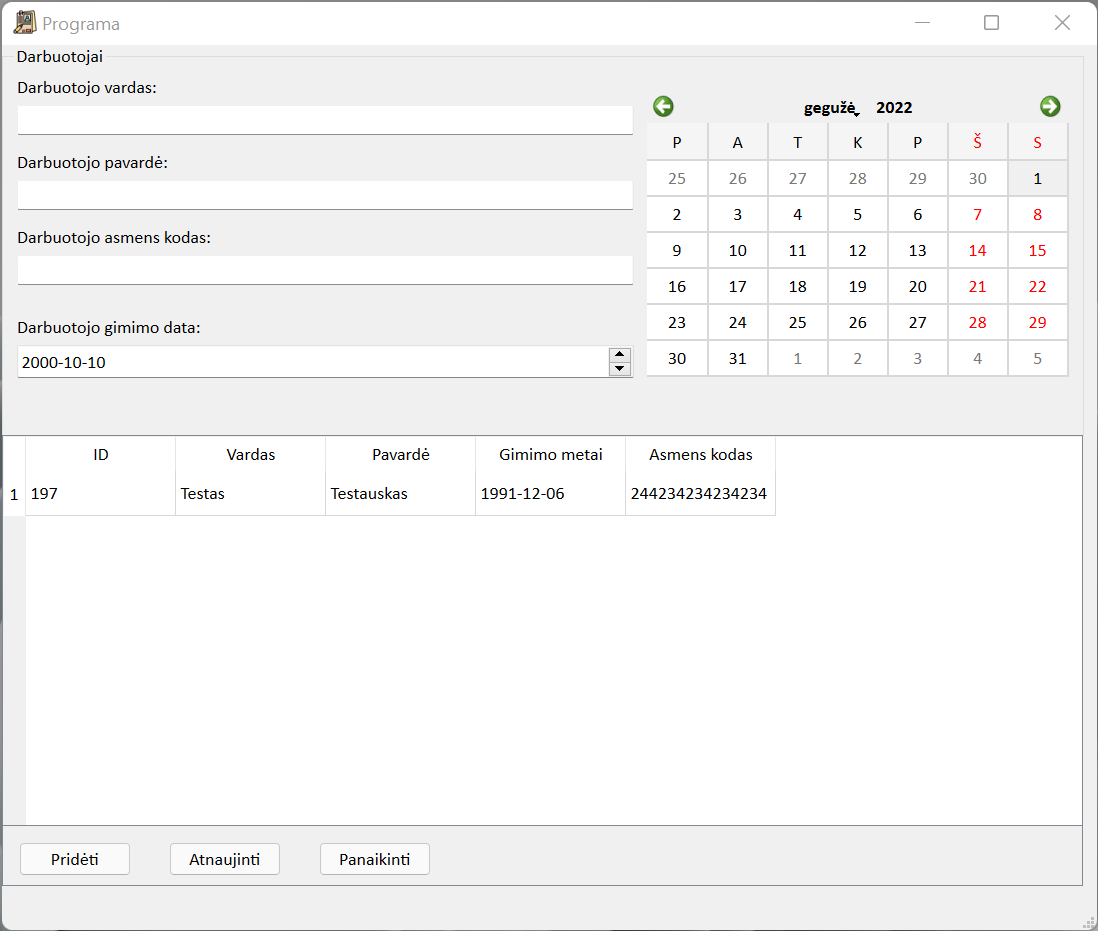 Programa
Darbuotojai
Darbuotojo vardas:
Darbuotojo pavardė:
Darbuotojo asmens kodas:
Darbuotojo gimimo data:
2000-10-10
gegužė 2022
P A T K P Š S
25 26 27 28 29 30 1
2 3 4 5 6 7 8
9 10 11 12 13 14 15
16 17 18 19 20 21 22
23 24 25 26 27 28 29
30 31 1 2 3 4 5
ID Vardas Pavardė Gimimo metai Asmens kodas
1 197 Testas Testauskas 1991-12-06 244234234234234
Pridėti Atnaujinti Panaikinti